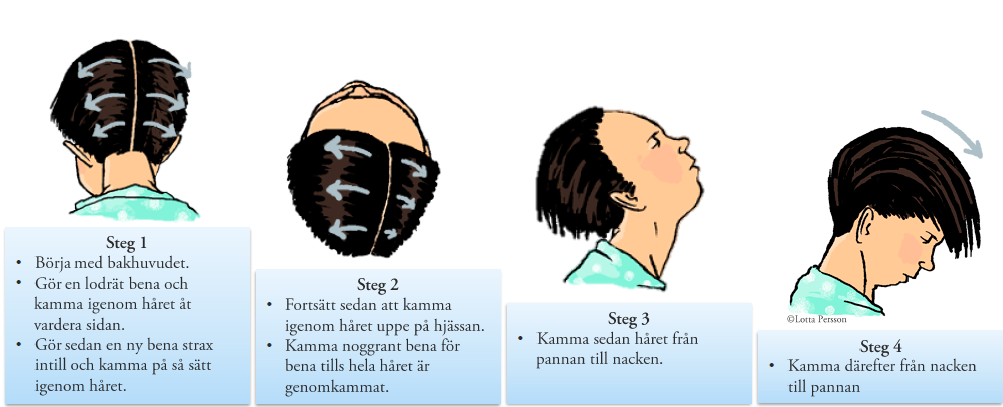 Steg 1
• Börja med bakhuvudet.
• Gör en lodrät bena och
kamma igenom håret åt
vardera sidan.
• Gör sedan en ny bena strax
intill och kamma på så sätt
igenom håret.
Steg 2
• Fortsätt sedan att kamma
igenom håret uppe på hjässan.
• Kamma noggrant bena för
bena tills hela håret är
genomkammat.
Steg 3
• Kamma sedan håret från
pannan till nacken.
©Lotta Persson
Steg 4
• Kamma därefter från nacken
till pannan